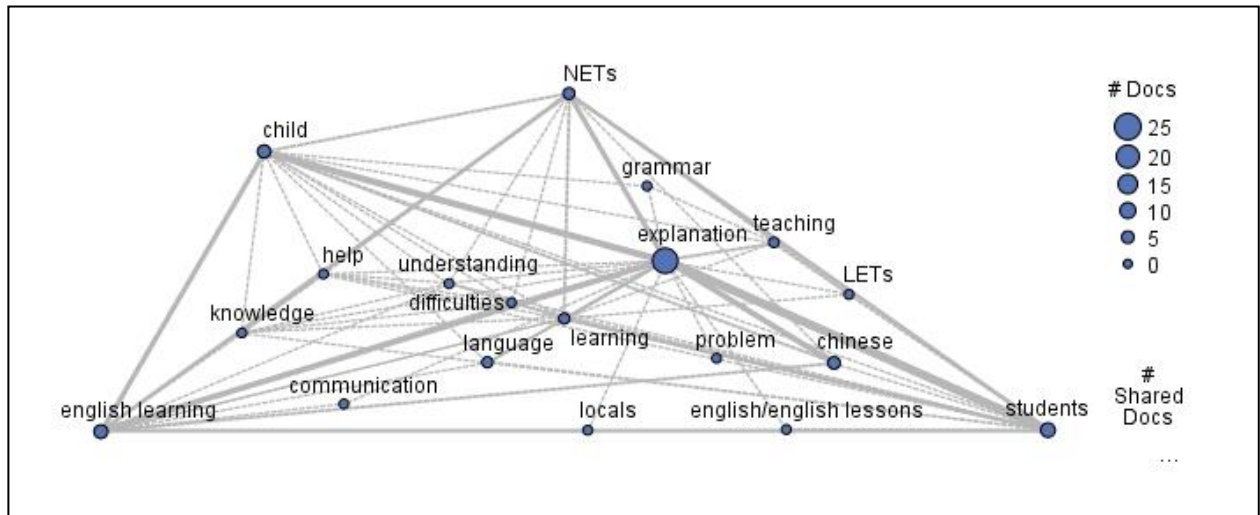 NETs
child
grammar
teaching
explanation
help
understanding
LETs
difficulties
knowledge
learning
problem
chinese
language
communication
english learning
locals
english/english lessons
students
# Docs
25
20
15
10
5
0
#
Shared
Docs
...